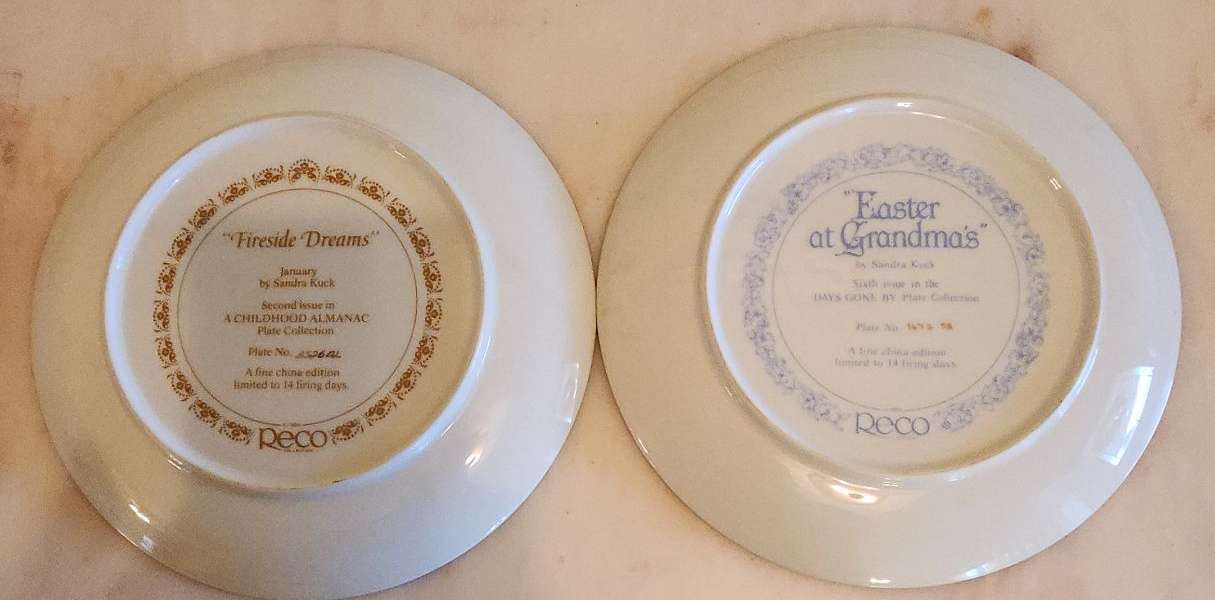 "Fireside Dreams"
January
by Sandra Kuck
Second issue in
A CHILDHOOD ALMANAC
Plate Collection
Plate No.
A fine china edition
limited to 14 firing days.
Reco
"Easter
at Grandma's"
by Sandra Kuck
Sixth issue in the
DAYS GONE BY Plate Collection
Plate No
A fine china edition
limited to 14 firing days
Reco